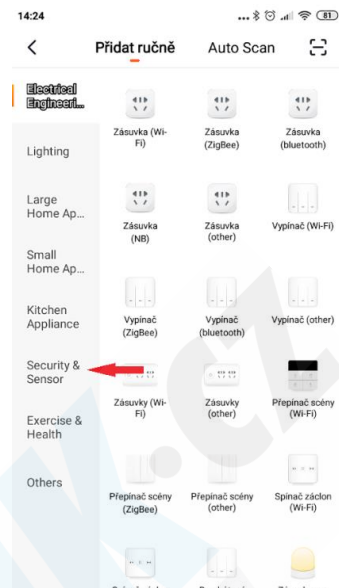 14:24
81
Přidat ručně
Auto Scan
Electrical
Engineeri...
Lighting
Large
Home Ap...
Small
Home Ap...
Kitchen
Appliance
Security &
Sensor
Exercise &
Health
Others
Zásuvka (Wi-
Fi)
Zásuvka
(ZigBee)
Zásuvka
(bluetooth)
Zásuvka
(NB)
Zásuvka
(other)
Vypínač (Wi-Fi)
Vypínač
(ZigBee)
Vypínač
(bluetooth)
Vypínač (other)
Zásuvky (Wi-
Fi)
Zásuvky
(other)
Přepínač scény
(Wi-Fi)
Přepínač scény
(ZigBee)
Přepínač scény
(other)
Spínač záclon
(Wi-Fi)